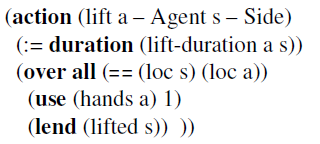 (action (lift a – Agent s – Side)
(:= duration (lift-duration a s))
(over all (== (loc s) (loc a))
(use (hands a) 1)
(lend (lifted s)) ))